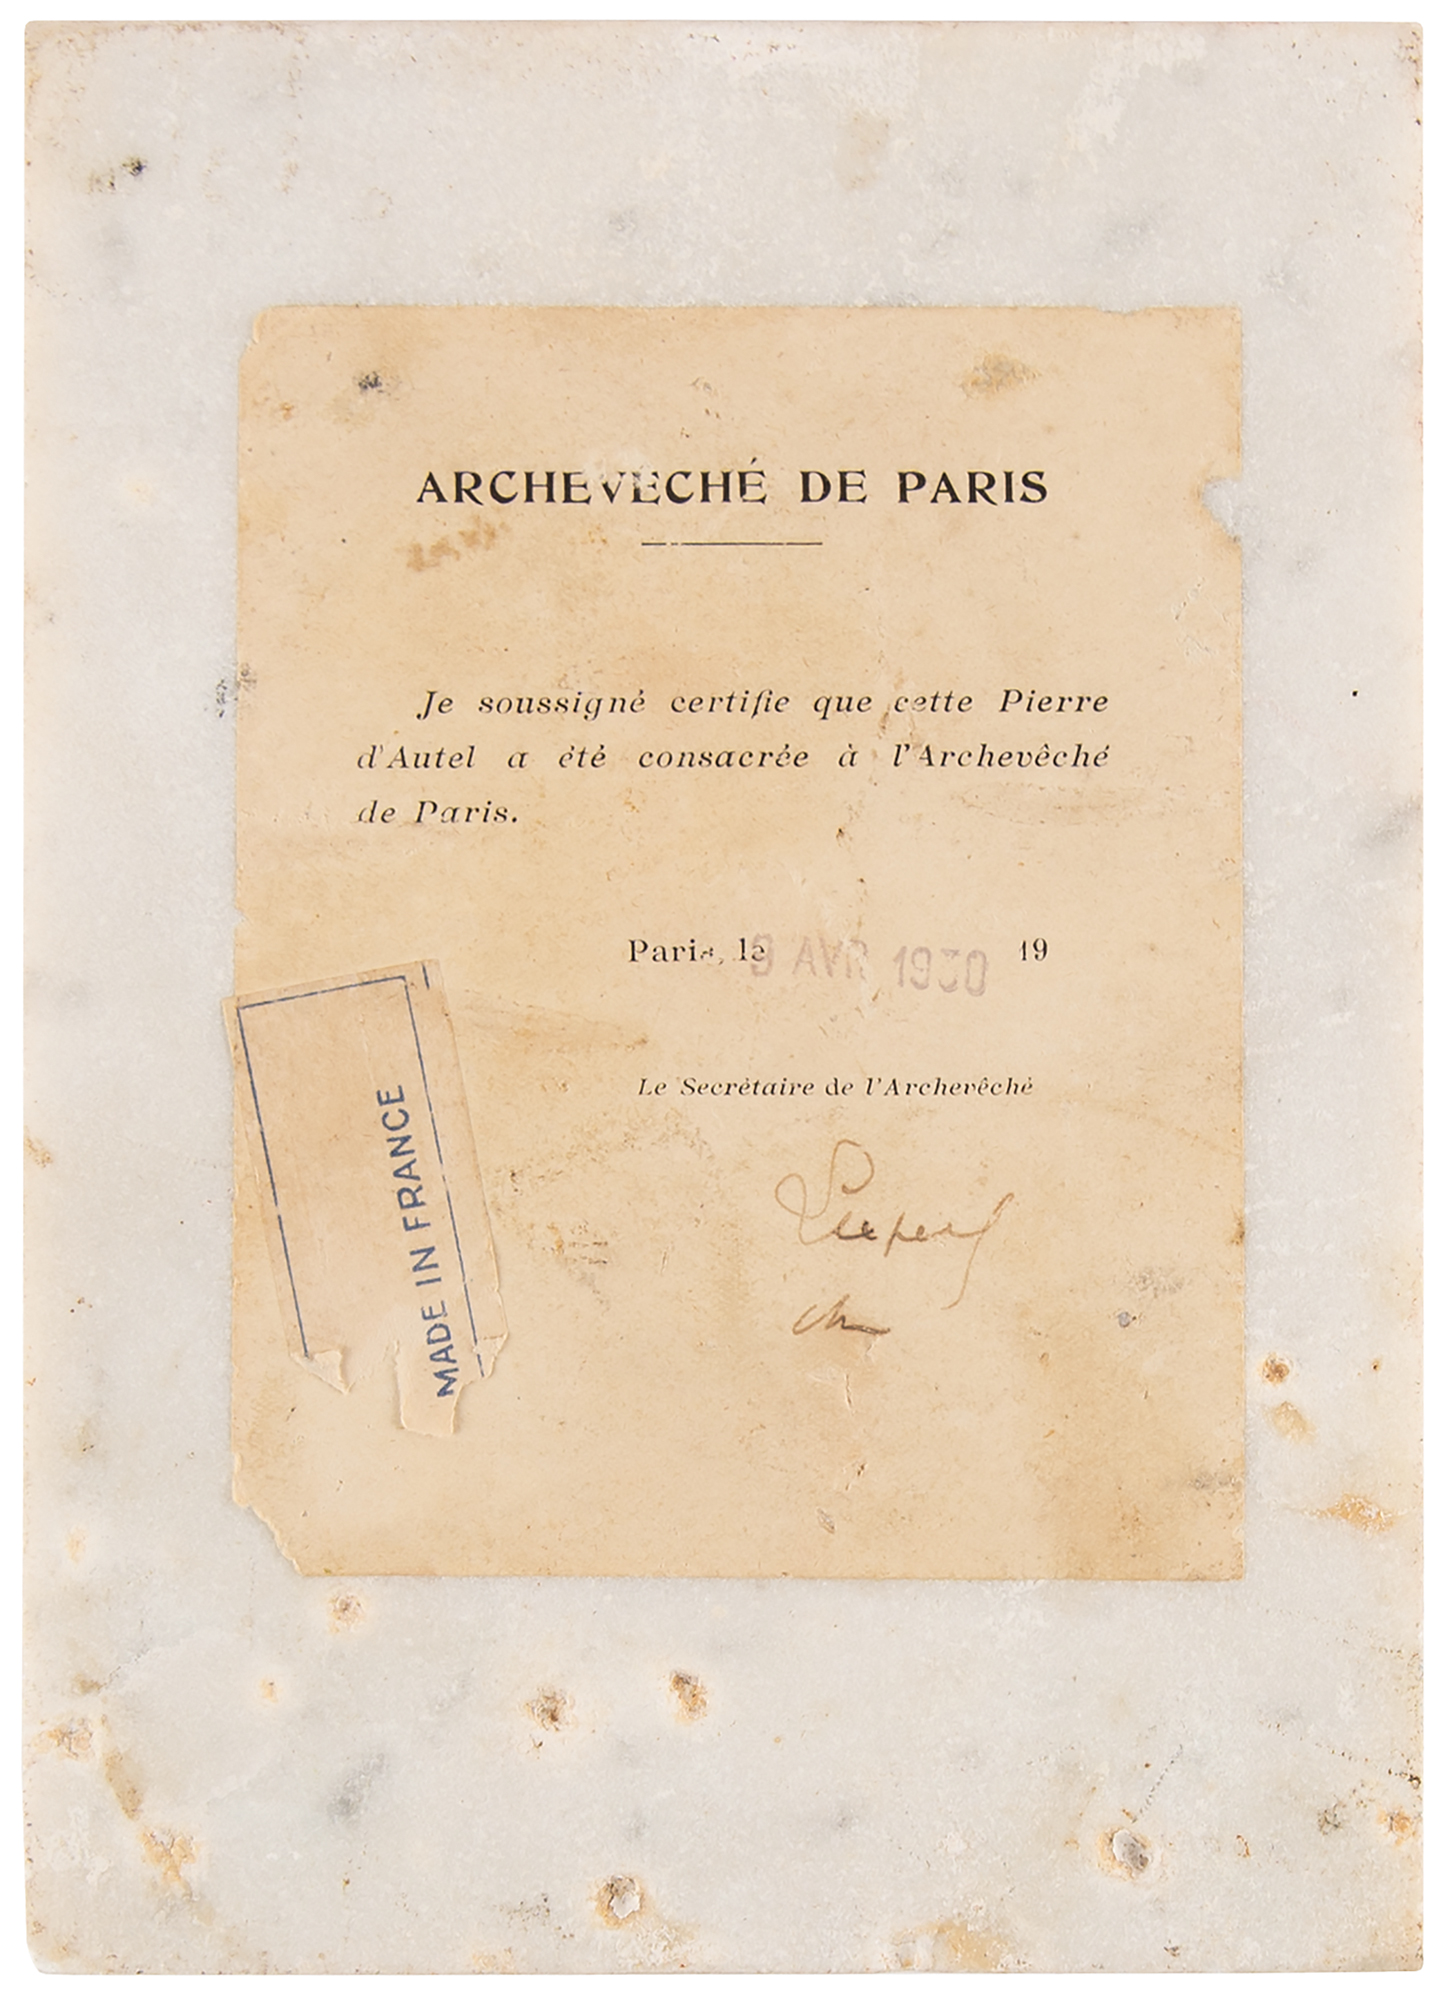 ARCHEVÊCHÉ DE PARIS
Je soussigné certifie que cette Pierre
d'Autel a été consacrée à l'Archevêché
de Paris.
Paris, le 9 AVR 1930 19
Le Secrétaire de l'Archevêché
MADE IN FRANCE